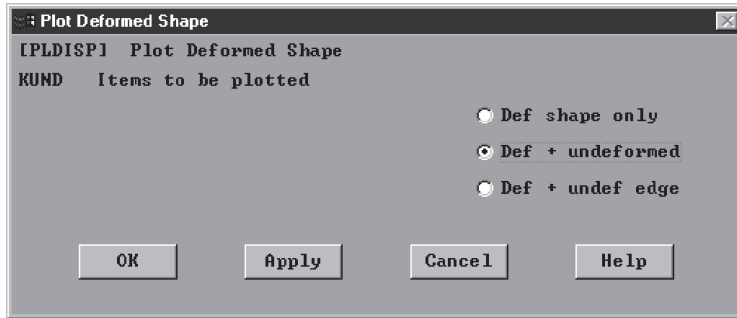 Plot Deformed Shape
[PLDISP] Plot Deformed Shape
KUND Items to be plotted
Def shape only
Def + undeformed
Def + undef edge
OK Apply Cancel Help